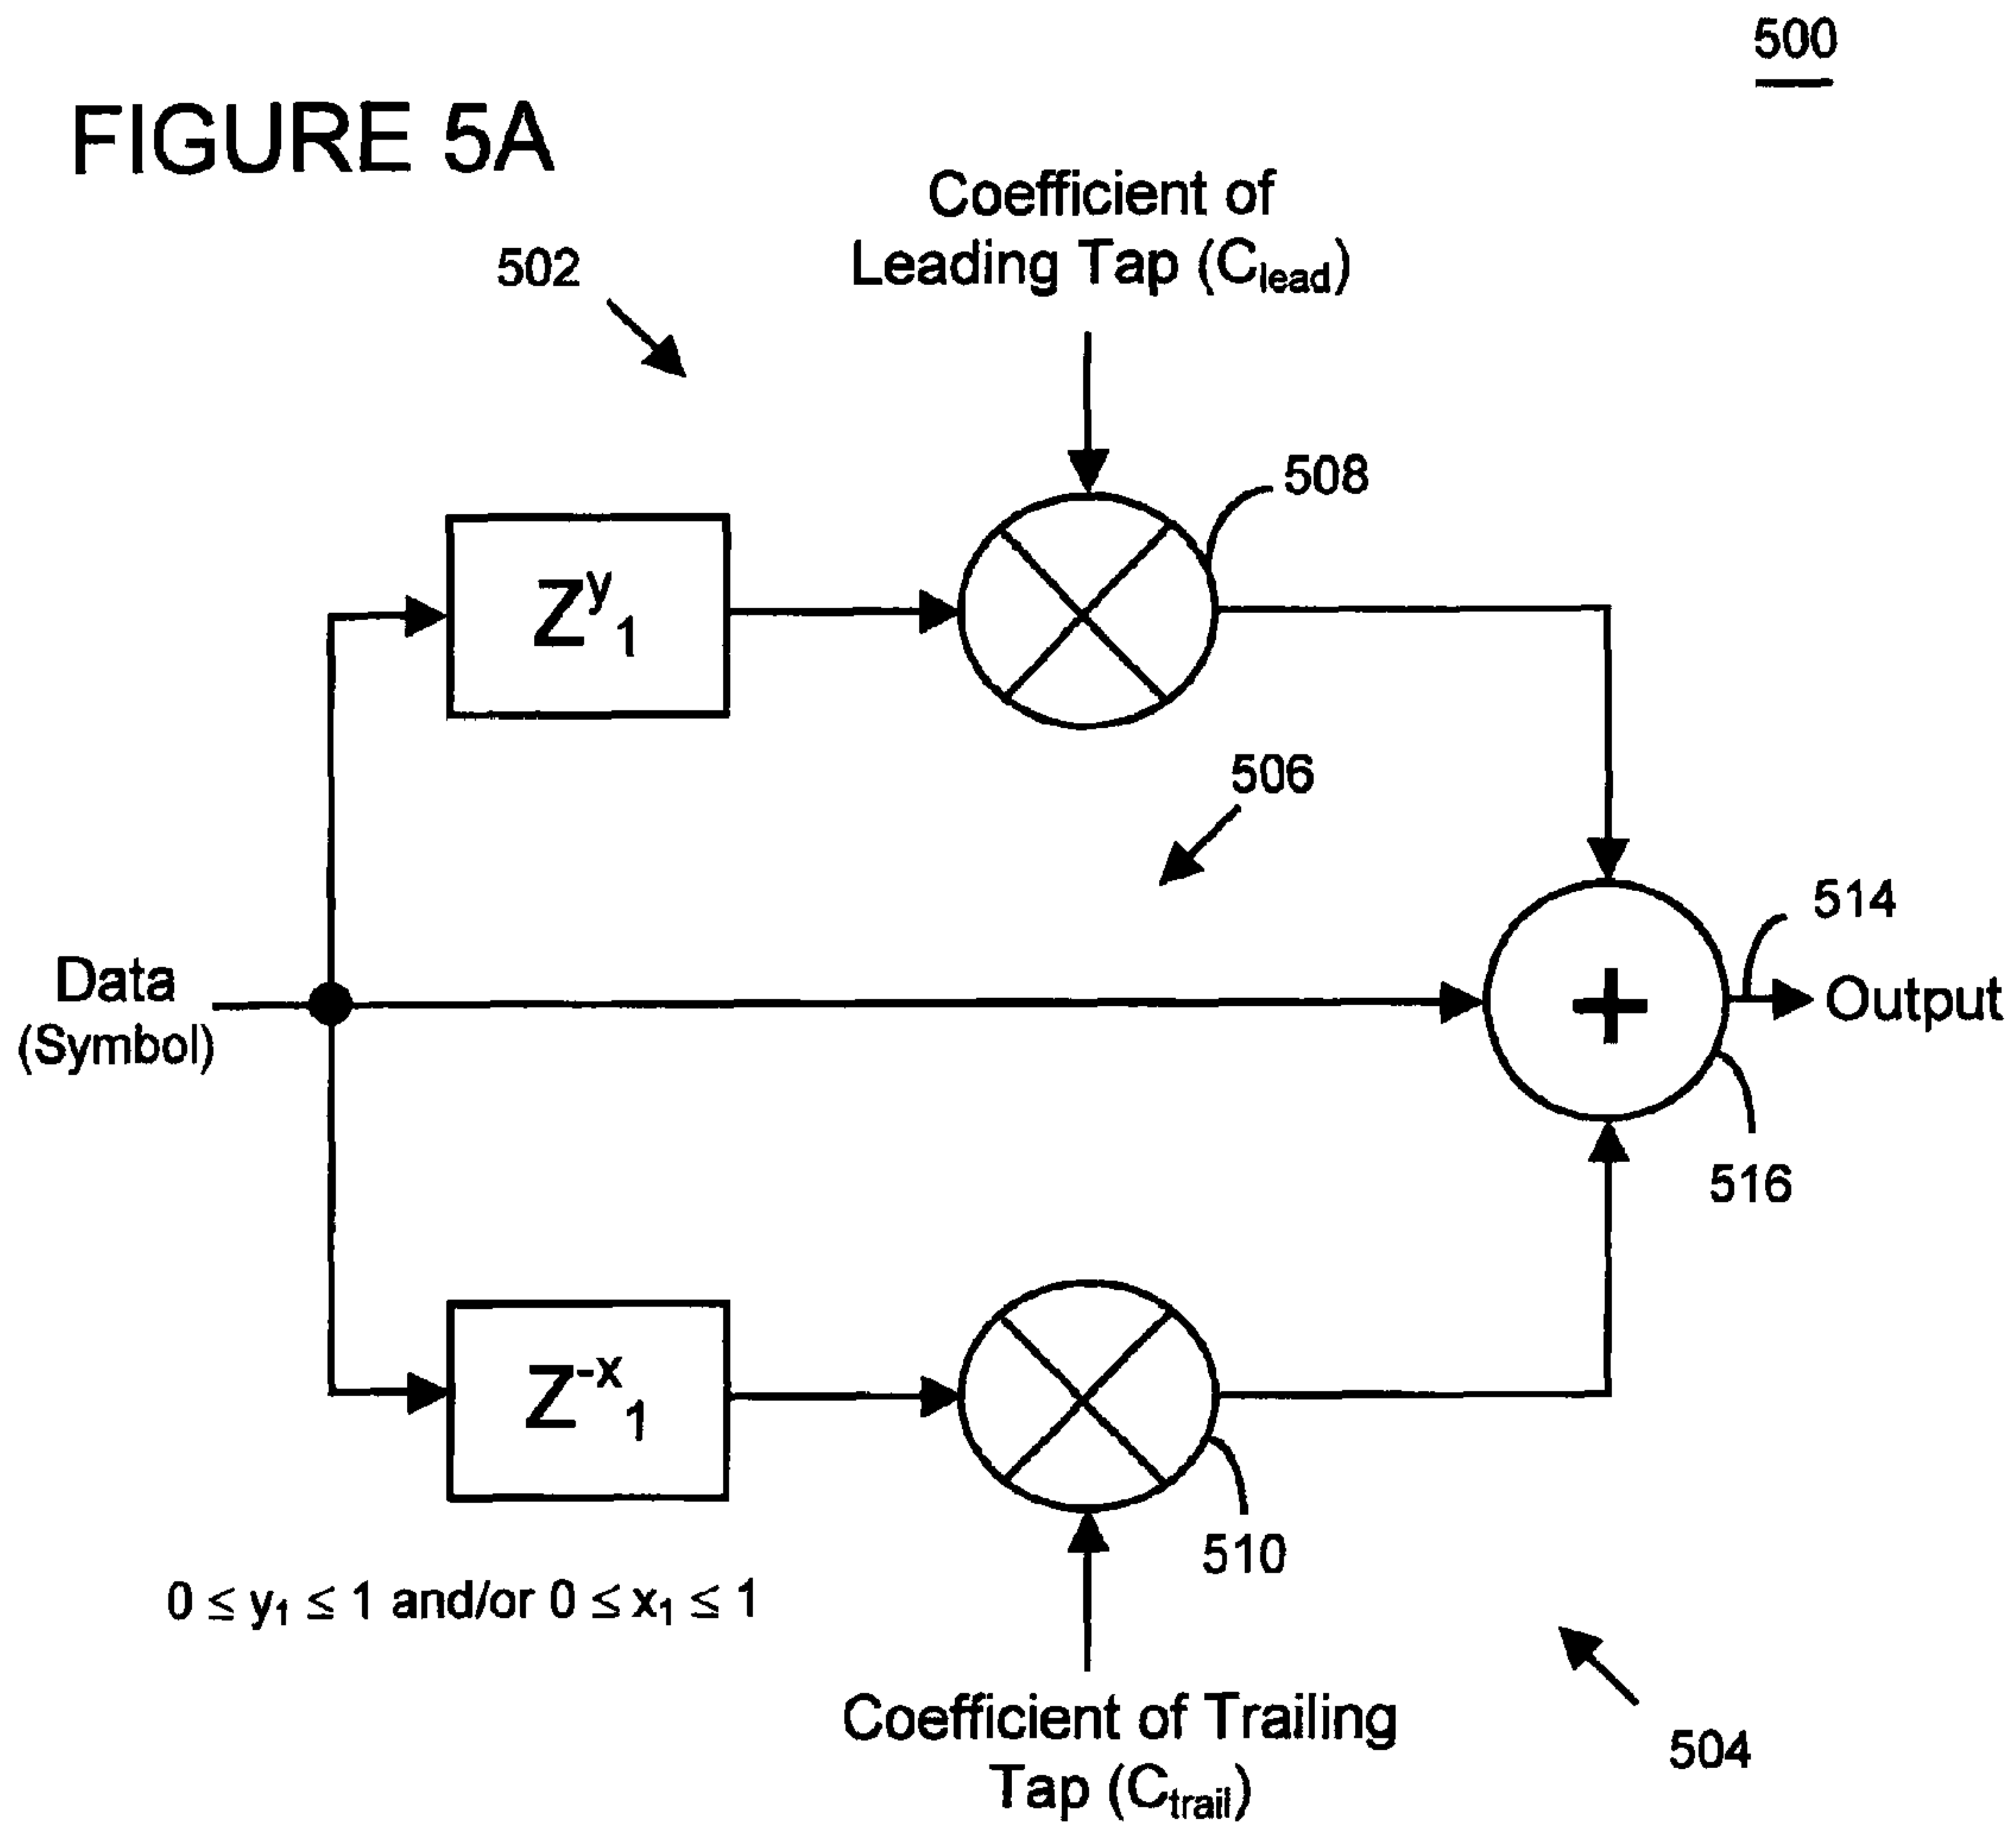 500
FIGURE 5A
Coefficient of
Leading Tap (Clead)
502
508
Zy1
506
514
Data
(Symbol)
+
Output
516
Z-x1
510
0 ≤ y1 ≤ 1 and/or 0 ≤ x1 ≤ 1
Coefficient of Trailing
Tap (Ctrail)
504